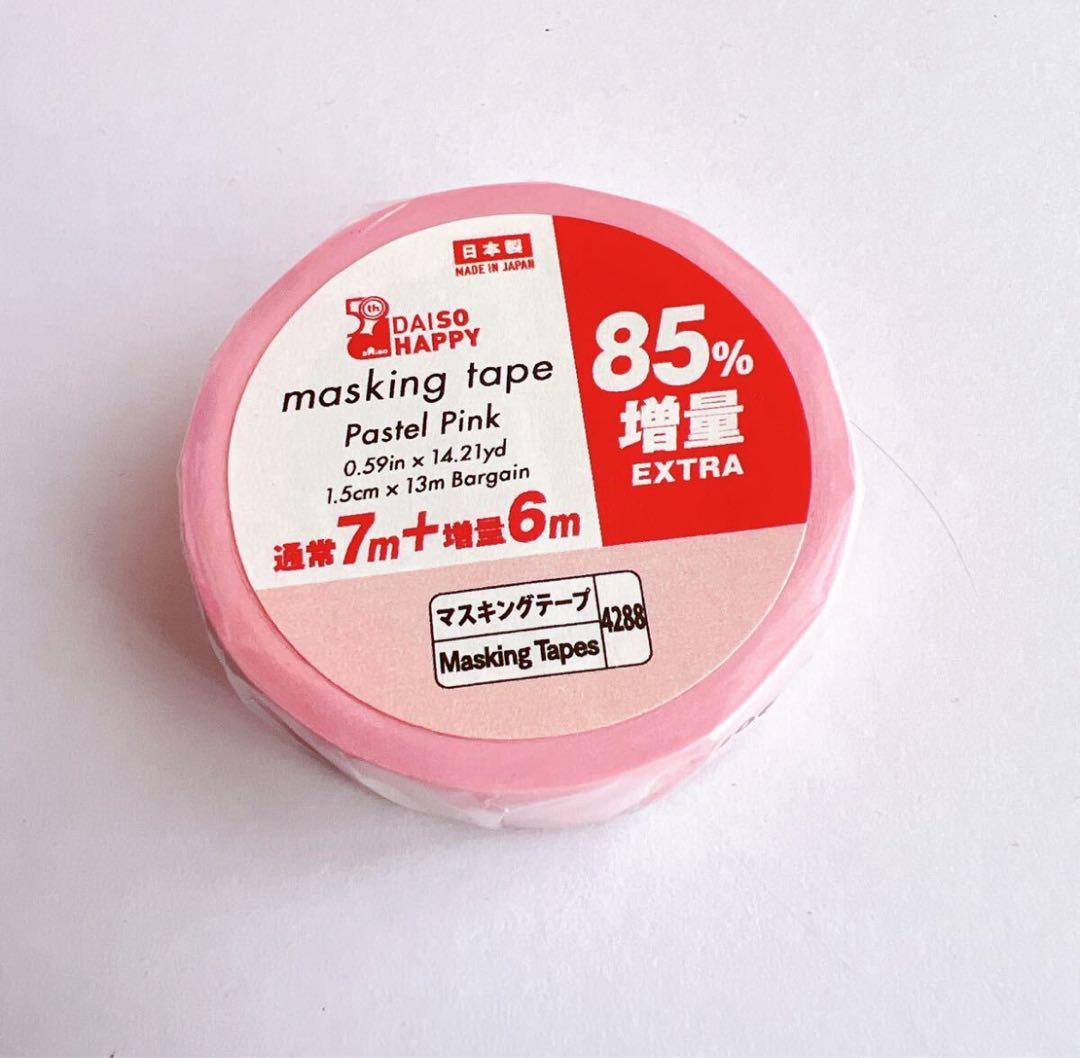 日本製
MADE IN JAPAN
th
DAISO
HAPPY
masking tape
Pastel Pink
0.59in x 14.21yd
1.5cm x 13m Bargain
通常7m+増量6m
85%
増量
EXTRA
マスキングテープ
Masking Tapes
4288